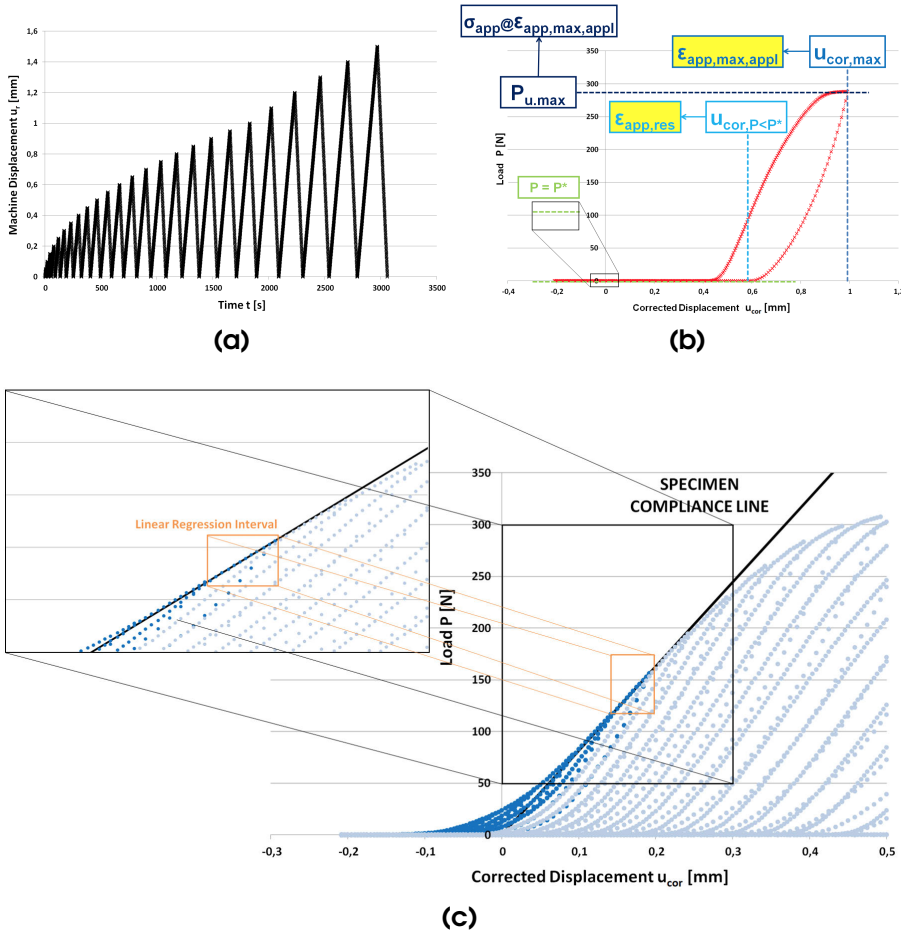 1,6
1,4
1,2
1
0,8
0,6
0,4
0,2
0
0 500 1000 1500 2000 2500 3000 3500
Machine Displacement u, [mm]
Time t [s]
(a)
σapp@εapp,max,appl
εapp,max,appl
ucor,max
Pu.max
εapp,res
ucor,P<P*
P = P*
350
300
250
200
150
100
50
0
-0,4 -0,2 0 0,2 0,4 0,6 0,8 1 1,2
Load P [N]
Corrected Displacement ucor [mm]
(b)
Linear Regression Interval
SPECIMEN
COMPLIANCE LINE
350
300
250
200
150
100
50
0
-0,3 -0,2 -0,1 0 0,1 0,2 0,3 0,4 0,5
Load P [N]
Corrected Displacement ucor [mm]
(c)